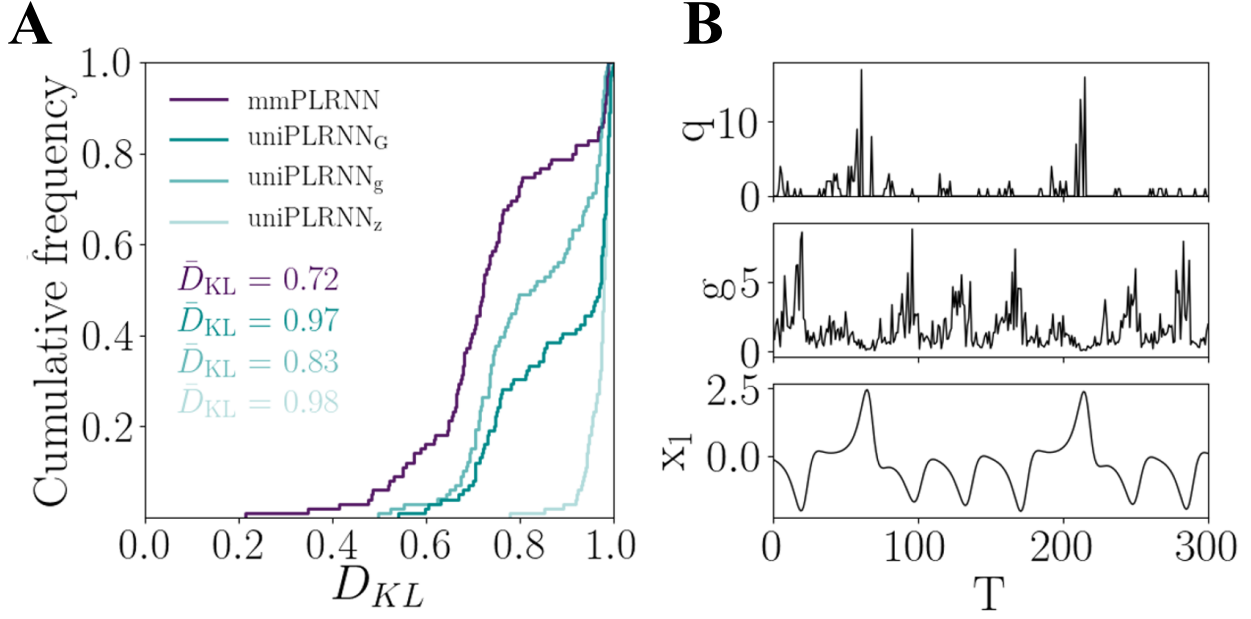 A
Cumulative frequency
1.0
0.8
0.6
0.4
0.2
mmPLRNN
uniPLRNN_G
uniPLRNN_g
uniPLRNN_z
D̄_KL = 0.72
D̄_KL = 0.97
D̄_KL = 0.83
D̄_KL = 0.98
0.0 0.2 0.4 0.6 0.8 1.0
D_KL
B
q
10
0
g
5
0
x_1
2.5
0.0
0 100 200 300
T